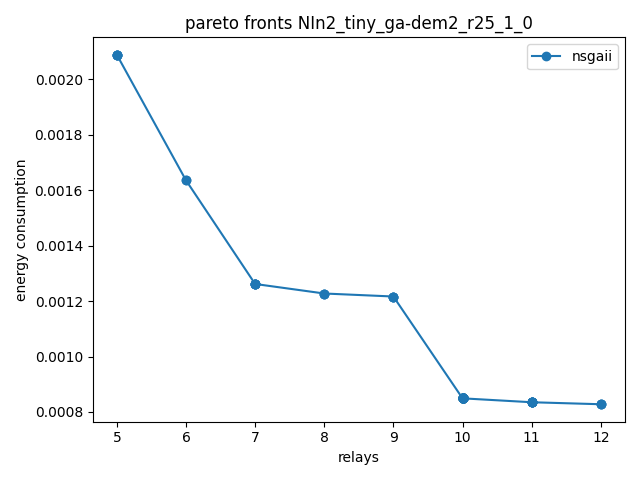 pareto fronts NIn2_tiny_ga-dem2_r25_1_0
nsgaii
0.0020
0.0018
0.0016
0.0014
0.0012
0.0010
0.0008
energy consumption
5 6 7 8 9 10 11 12
relays